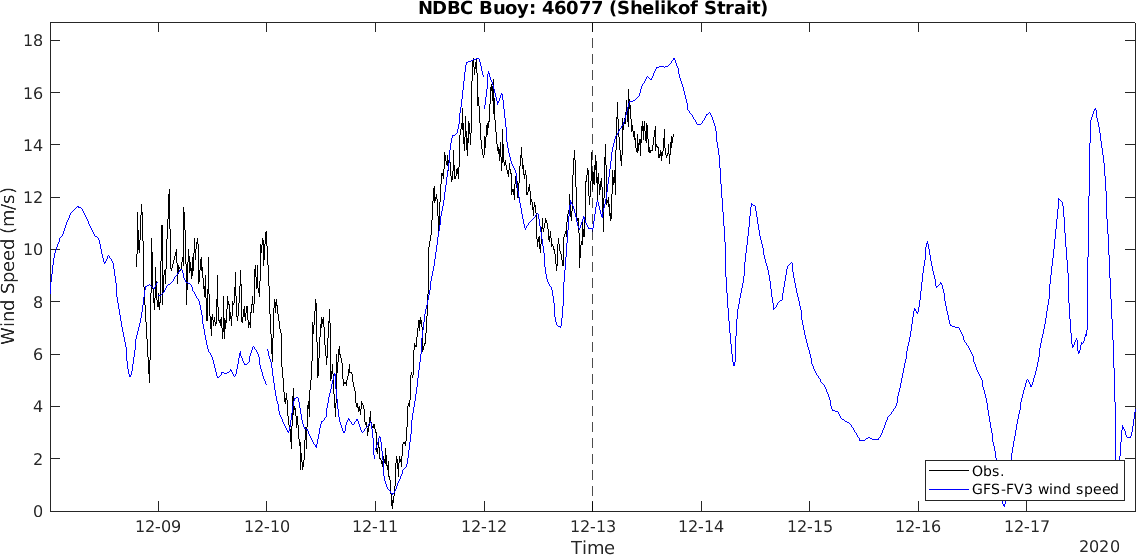 NDBC Buoy: 46077 (Shelikof Strait)
Wind Speed (m/s)
18
16
14
12
10
8
6
4
2
0
12-09 12-10 12-11 12-12 12-13 12-14 12-15 12-16 12-17
Time
2020
Obs.
GFS-FV3 wind speed